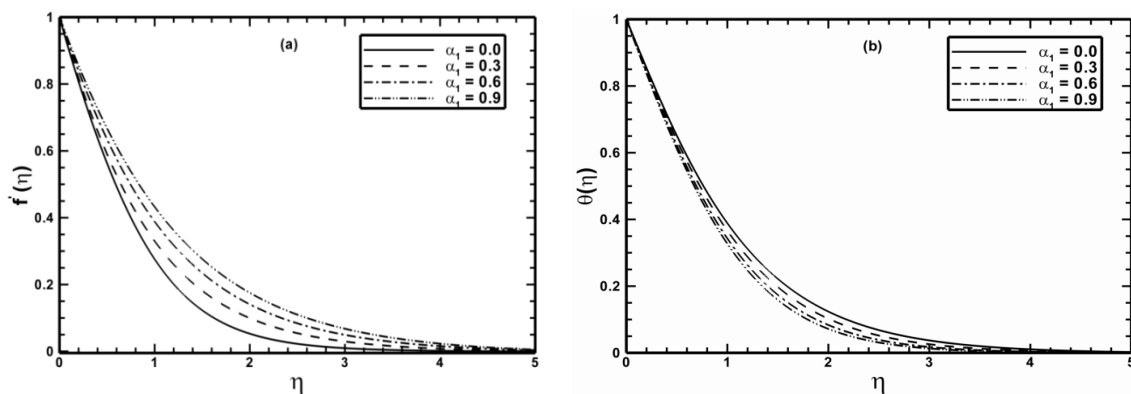 (a)
α₁ = 0.0
α₁ = 0.3
α₁ = 0.6
α₁ = 0.9
f'(η)
1
0.8
0.6
0.4
0.2
0
0 1 2 3 4 5
η
(b)
α₁ = 0.0
α₁ = 0.3
α₁ = 0.6
α₁ = 0.9
θ(η)
1
0.8
0.6
0.4
0.2
0
0 1 2 3 4 5
η